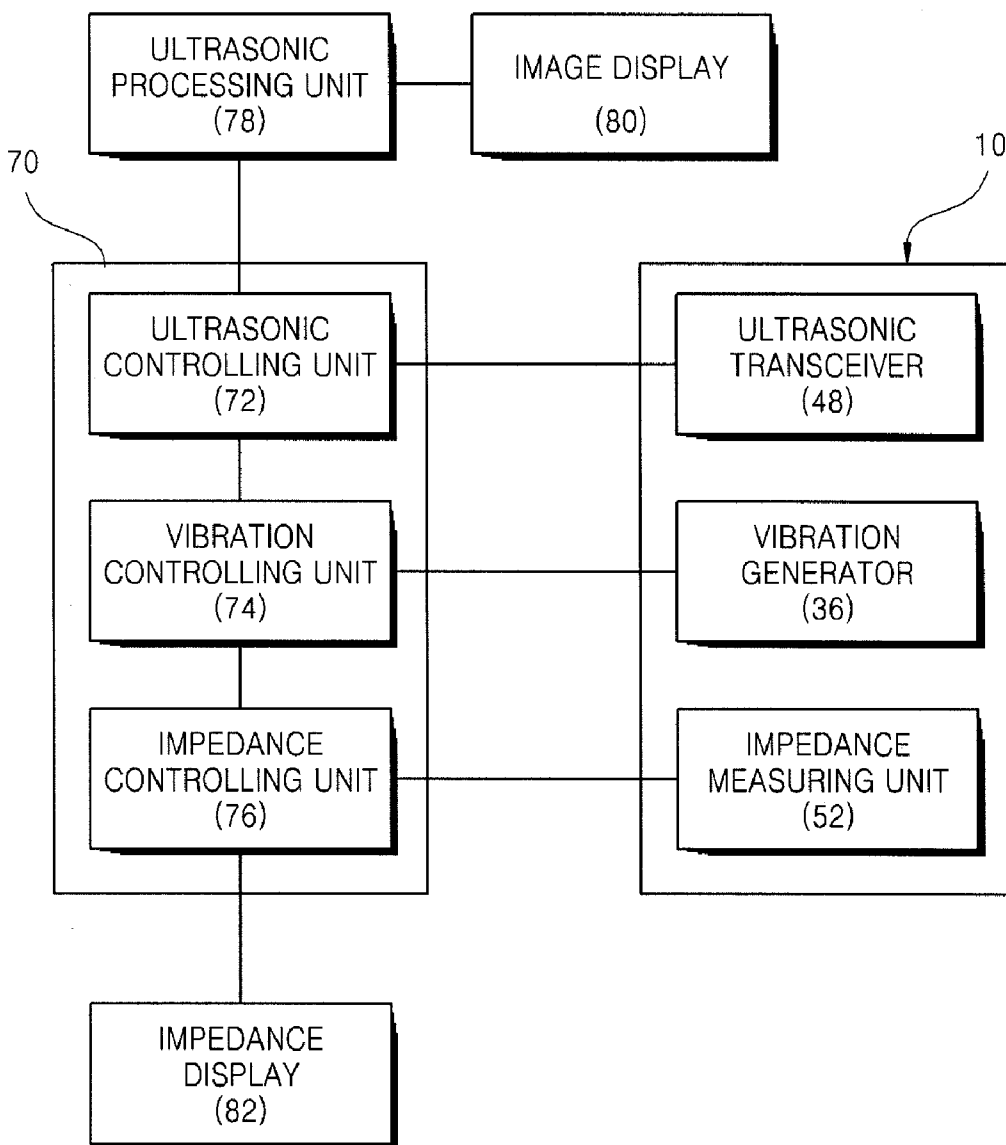 ULTRASONIC
PROCESSING UNIT
(78)
IMAGE DISPLAY
(80)
70
10
ULTRASONIC
CONTROLLING UNIT
(72)
ULTRASONIC
TRANSCEIVER
(48)
VIBRATION
CONTROLLING UNIT
(74)
VIBRATION
GENERATOR
(36)
IMPEDANCE
CONTROLLING UNIT
(76)
IMPEDANCE
MEASURING UNIT
(52)
IMPEDANCE
DISPLAY
(82)